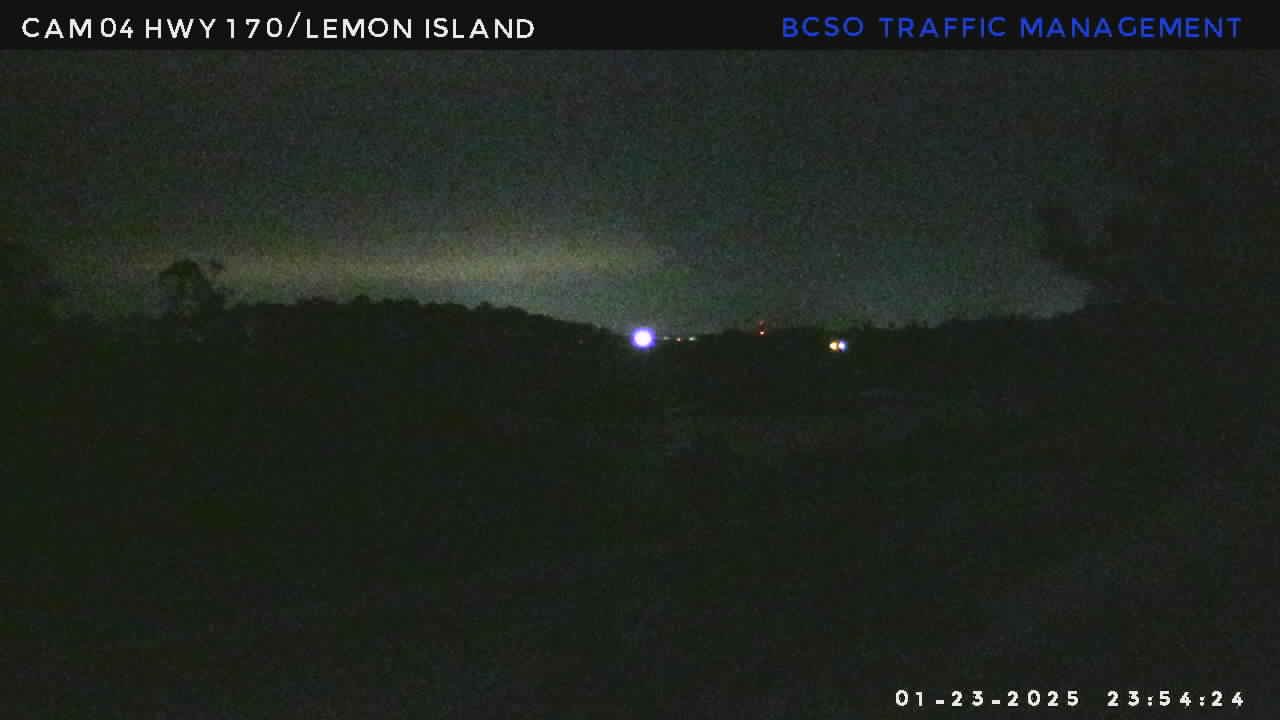 CAM 04 HWY 170/LEMON ISLAND
BCSO TRAFFIC MANAGEMENT
01-23-2025 23:54:24